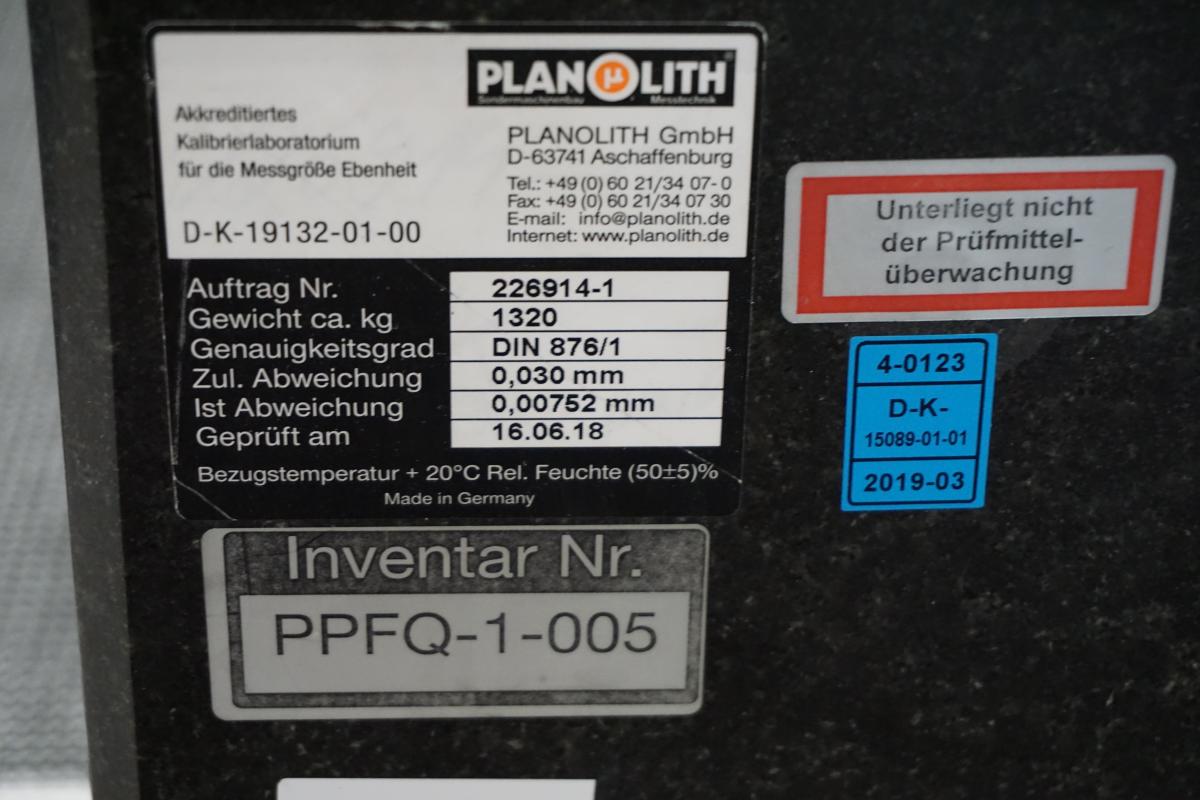 PLANOLITH
Sondermaschinenbau Messtechnik
Akkreditiertes
Kalibrierlaboratorium
für die Messgröße Ebenheit
D-K-19132-01-00
PLANOLITH GmbH
D-63741 Aschaffenburg
Tel.: +49 (0) 60 21/34 07- 0
Fax: +49 (0) 60 21/34 07 30
E-mail: info@planolith.de
Internet: www.planolith.de
Auftrag Nr. 226914-1
Gewicht ca. kg 1320
Genauigkeitsgrad DIN 876/1
Zul. Abweichung 0,030 mm
Ist Abweichung 0,00752 mm
Geprüft am 16.06.18
Bezugstemperatur + 20°C Rel. Feuchte (50±5)%
Made in Germany
Unterliegt nicht
der Prüfmittel-
überwachung
4-0123
D-K-
15089-01-01
2019-03
Inventar Nr.
PPFQ-1-005